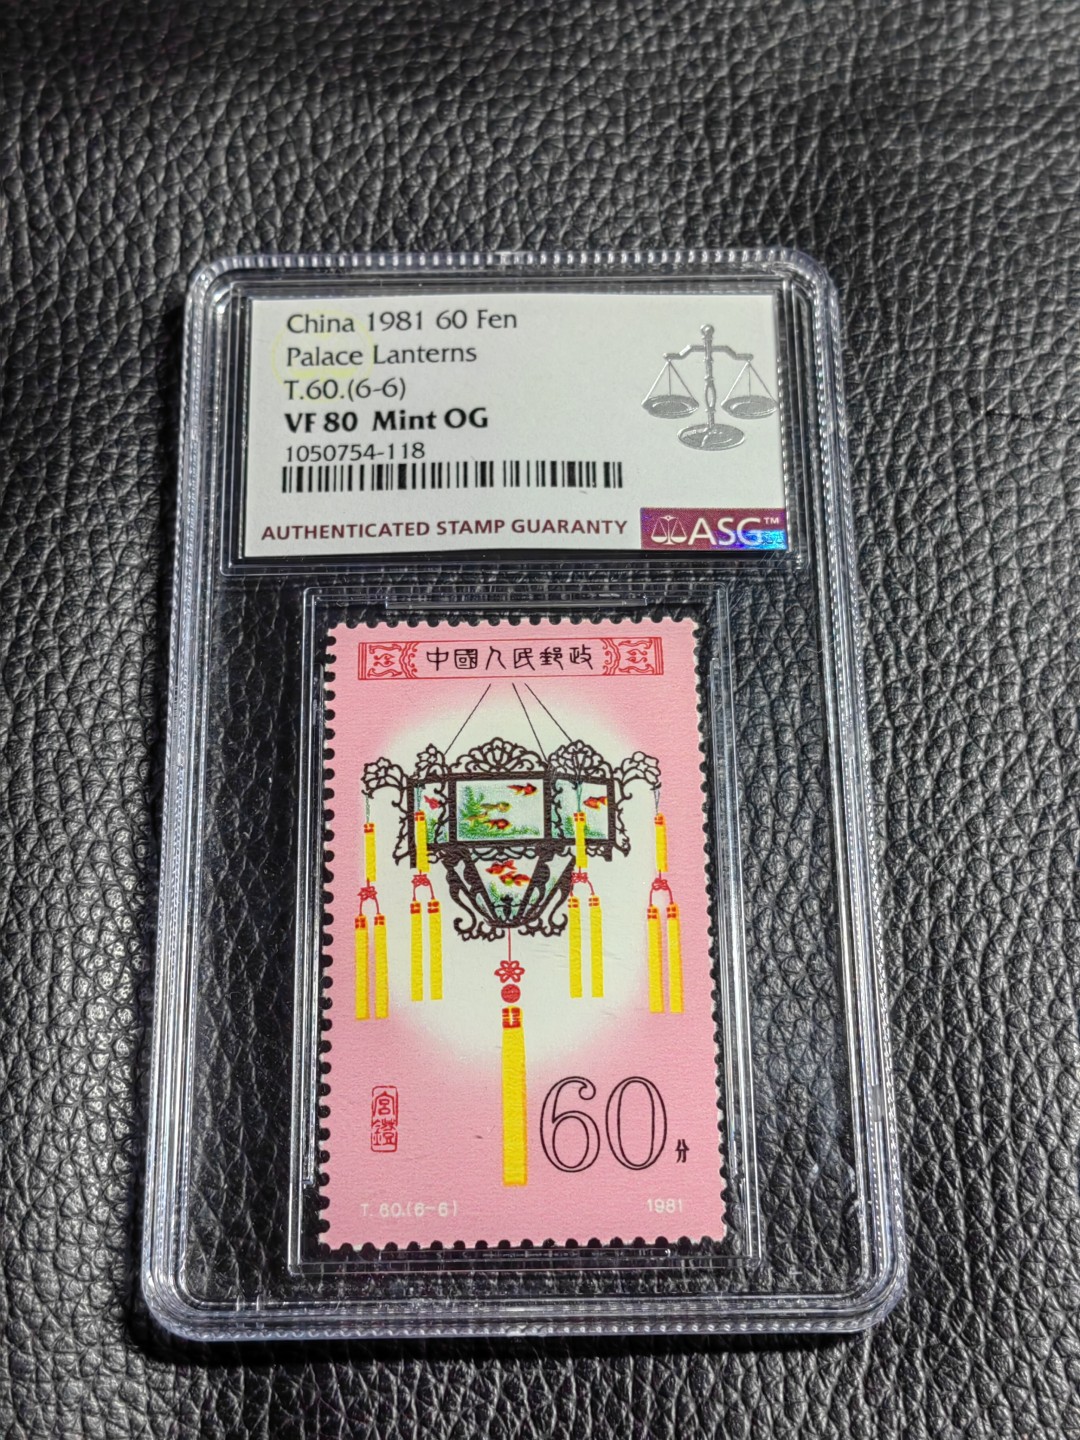 China 1981 60 Fen
Palace Lanterns
T.60.(6-6)
VF 80 Mint OG
1050754-118
AUTHENTICATED STAMP GUARANTY
ASG™
中國人民郵政
宮燈
60分
T. 60.(6-6) 1981